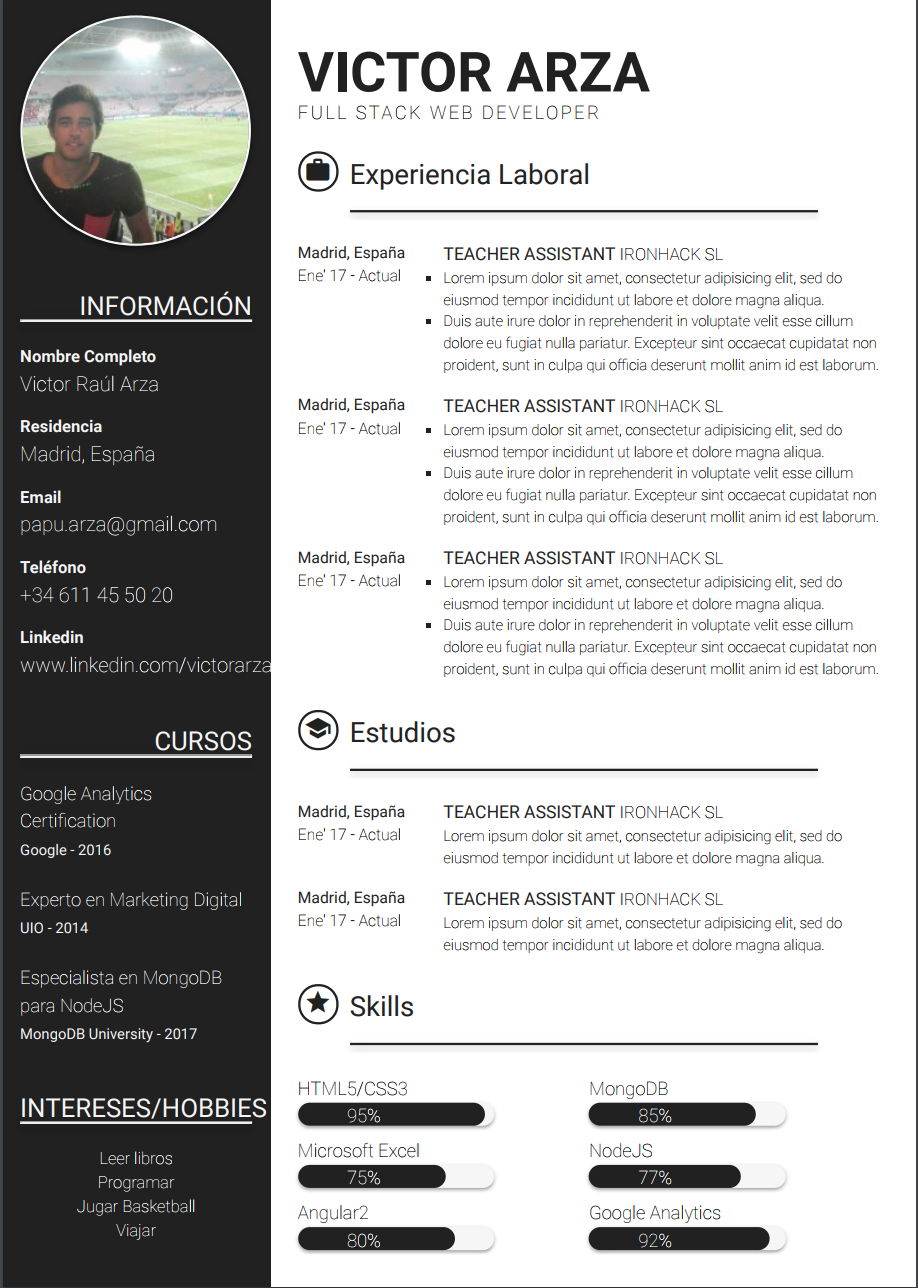 INFORMACIÓN
Nombre Completo
Victor Raúl Arza
Residencia
Madrid, España
Email
papu.arza@gmail.com
Teléfono
+34 611 45 50 20
Linkedin
www.linkedin.com/victorarza
CURSOS
Google Analytics
Certification
Google - 2016
Experto en Marketing Digital
UIO - 2014
Especialista en MongoDB
para NodeJS
MongoDB University - 2017
INTERESES/HOBBIES
Leer libros
Programar
Jugar Basketball
Viajar
VICTOR ARZA
FULL STACK WEB DEVELOPER
Experiencia Laboral
Madrid, España
Ene' 17 - Actual
TEACHER ASSISTANT IRONHACK SL
Lorem ipsum dolor sit amet, consectetur adipisicing elit, sed do
eiusmod tempor incididunt ut labore et dolore magna aliqua.
Duis aute irure dolor in reprehenderit in voluptate velit esse cillum
dolore eu fugiat nulla pariatur. Excepteur sint occaecat cupidatat non
proident, sunt in culpa qui officia deserunt mollit anim id est laborum.
Madrid, España
Ene' 17 - Actual
TEACHER ASSISTANT IRONHACK SL
Lorem ipsum dolor sit amet, consectetur adipisicing elit, sed do
eiusmod tempor incididunt ut labore et dolore magna aliqua.
Duis aute irure dolor in reprehenderit in voluptate velit esse cillum
dolore eu fugiat nulla pariatur. Excepteur sint occaecat cupidatat non
proident, sunt in culpa qui officia deserunt mollit anim id est laborum.
Madrid, España
Ene' 17 - Actual
TEACHER ASSISTANT IRONHACK SL
Lorem ipsum dolor sit amet, consectetur adipisicing elit, sed do
eiusmod tempor incididunt ut labore et dolore magna aliqua.
Duis aute irure dolor in reprehenderit in voluptate velit esse cillum
dolore eu fugiat nulla pariatur. Excepteur sint occaecat cupidatat non
proident, sunt in culpa qui officia deserunt mollit anim id est laborum.
Estudios
Madrid, España
Ene' 17 - Actual
TEACHER ASSISTANT IRONHACK SL
Lorem ipsum dolor sit amet, consectetur adipisicing elit, sed do
eiusmod tempor incididunt ut labore et dolore magna aliqua.
Madrid, España
Ene' 17 - Actual
TEACHER ASSISTANT IRONHACK SL
Lorem ipsum dolor sit amet, consectetur adipisicing elit, sed do
eiusmod tempor incididunt ut labore et dolore magna aliqua.
Skills
HTML5/CSS3
95%
Microsoft Excel
75%
Angular2
80%
MongoDB
85%
NodeJS
77%
Google Analytics
92%